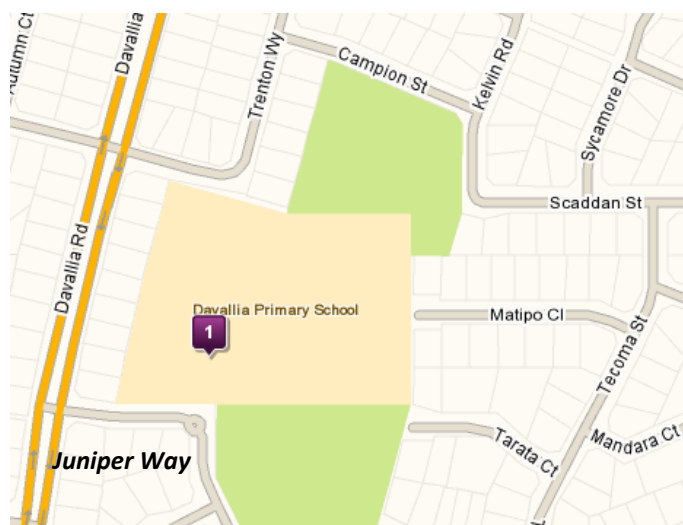 Autumn Ct
Davallia
Trenton Wy
Campion St
Kelvin Rd
Sycamore Dr
Scaddan St
Davallia Rd
Davallia Primary School
1
Matipo Cl
Tecoma St
Juniper Way
Tarata Ct
Mandara Ct